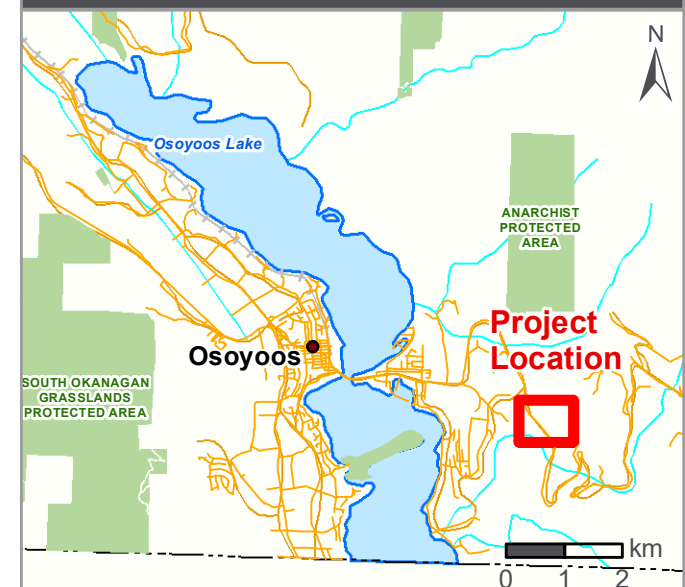 N
Osoyoos Lake
ANARCHIST
PROTECTED
AREA
Project
Location
Osoyoos
SOUTH OKANAGAN
GRASSLANDS
PROTECTED AREA
km
0 1 2